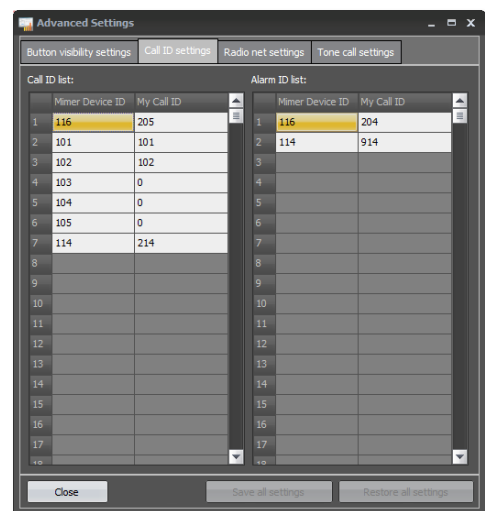 Advanced Settings
Button visibility settings Call ID settings Radio net settings Tone call settings
Call ID list: Alarm ID list:
Mimer Device ID My Call ID Mimer Device ID My Call ID
1 116 205 1 116 204
2 101 101 2 114 914
3 102 102 3
4 103 0 4
5 104 0 5
6 105 0 6
7 114 214 7
8 8
9 9
10 10
11 11
12 12
13 13
14 14
15 15
16 16
17 17
18 18
Close Save all settings Restore all settings